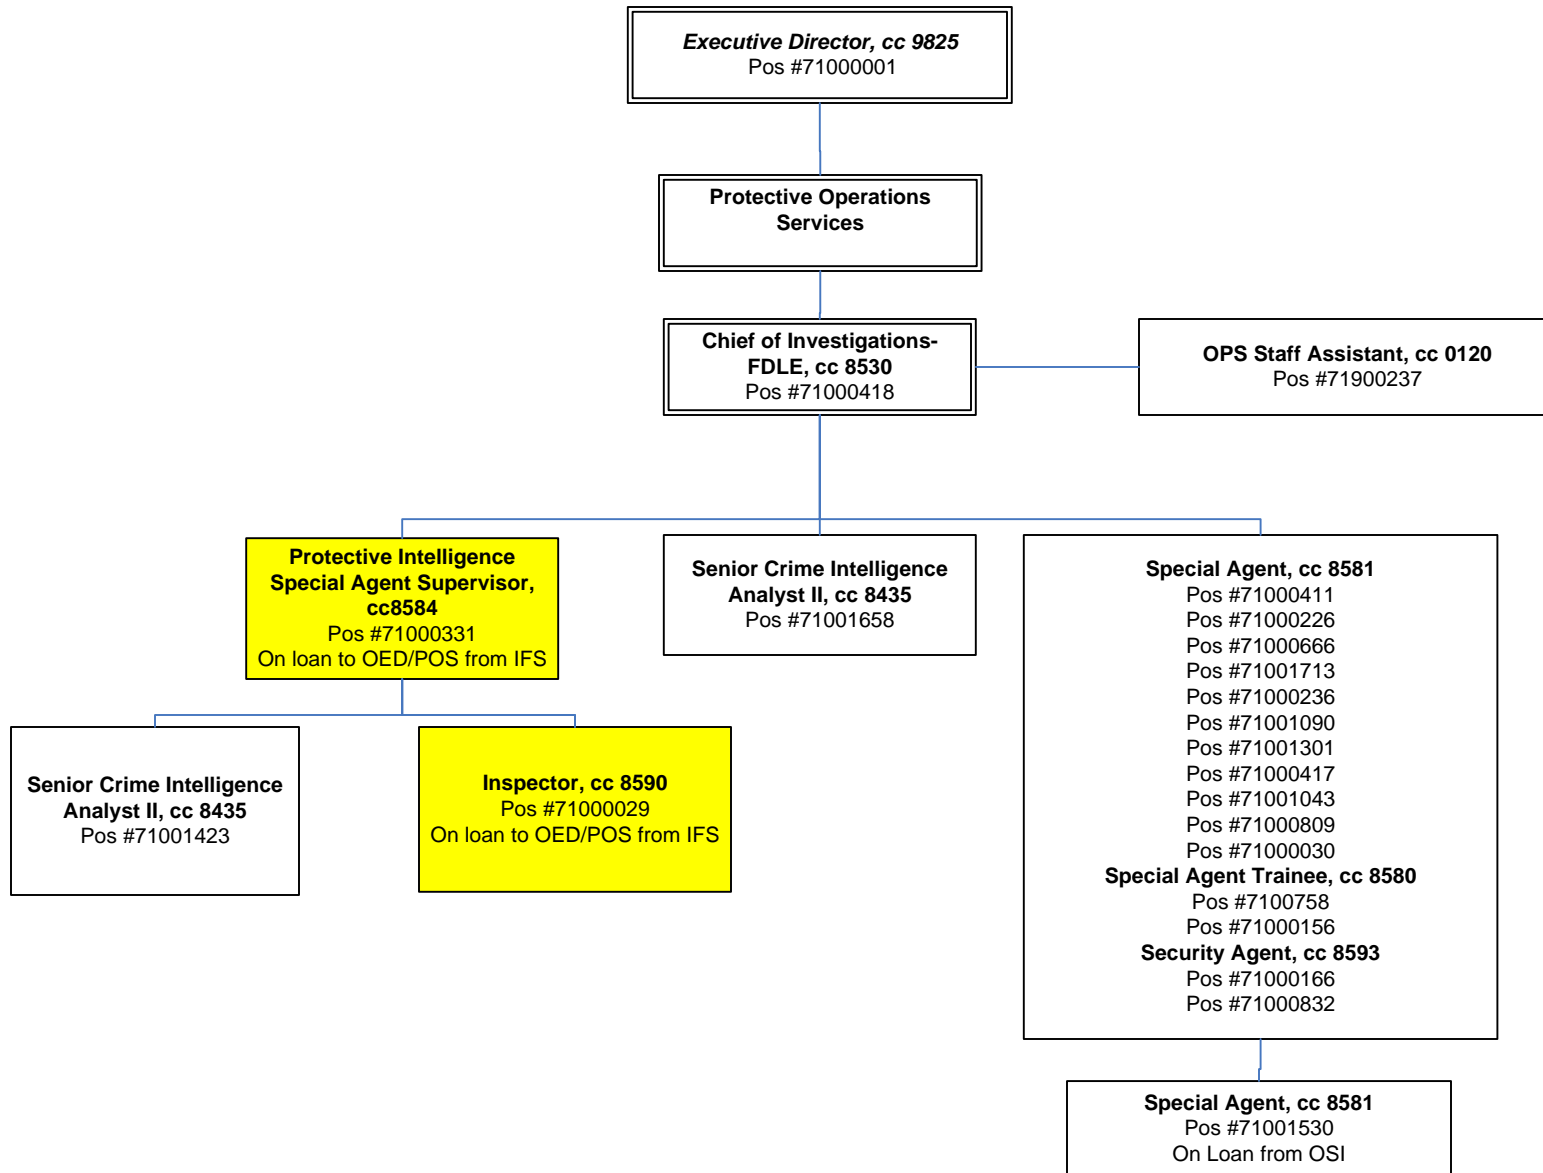 Executive Director, cc 9825
Pos #71000001
Protective Operations
Services
Chief of Investigations-
FDLE, cc 8530
Pos #71000418
OPS Staff Assistant, cc 0120
Pos #71900237
Protective Intelligence
Special Agent Supervisor,
cc8584
Pos #71000331
On loan to OED/POS from IFS
Senior Crime Intelligence
Analyst II, cc 8435
Pos #71001658
Special Agent, cc 8581
Pos #71000411
Pos #71000226
Pos #71000666
Pos #71001713
Pos #71000236
Pos #71001090
Pos #71001301
Pos #71000417
Pos #71001043
Pos #71000809
Pos #71000030
Special Agent Trainee, cc 8580
Pos #7100758
Pos #71000156
Security Agent, cc 8593
Pos #71000166
Pos #71000832
Senior Crime Intelligence
Analyst II, cc 8435
Pos #71001423
Inspector, cc 8590
Pos #71000029
On loan to OED/POS from IFS
Special Agent, cc 8581
Pos #71001530
On Loan from OSI